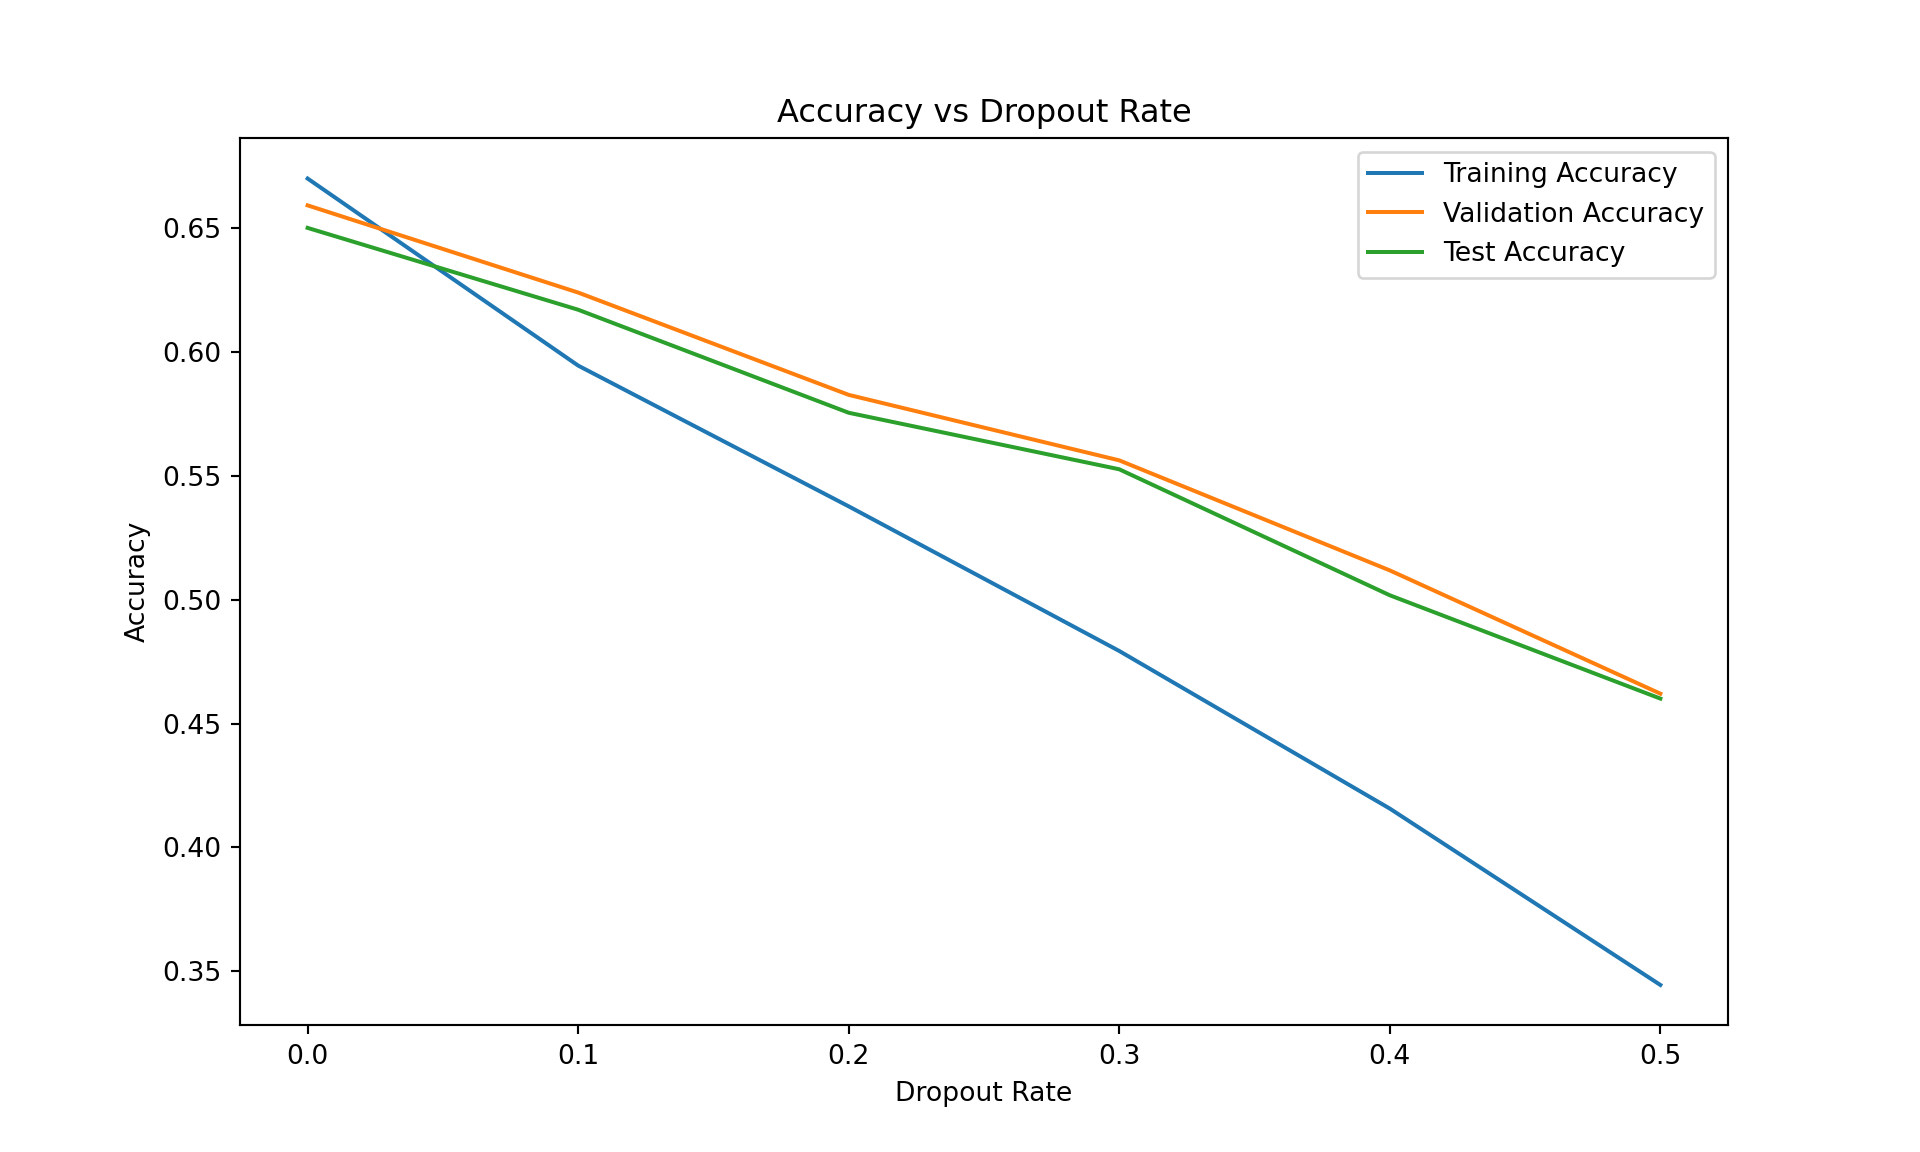 Accuracy vs Dropout Rate
Training Accuracy
Validation Accuracy
Test Accuracy
Accuracy
0.65
0.60
0.55
0.50
0.45
0.40
0.35
0.0 0.1 0.2 0.3 0.4 0.5
Dropout Rate